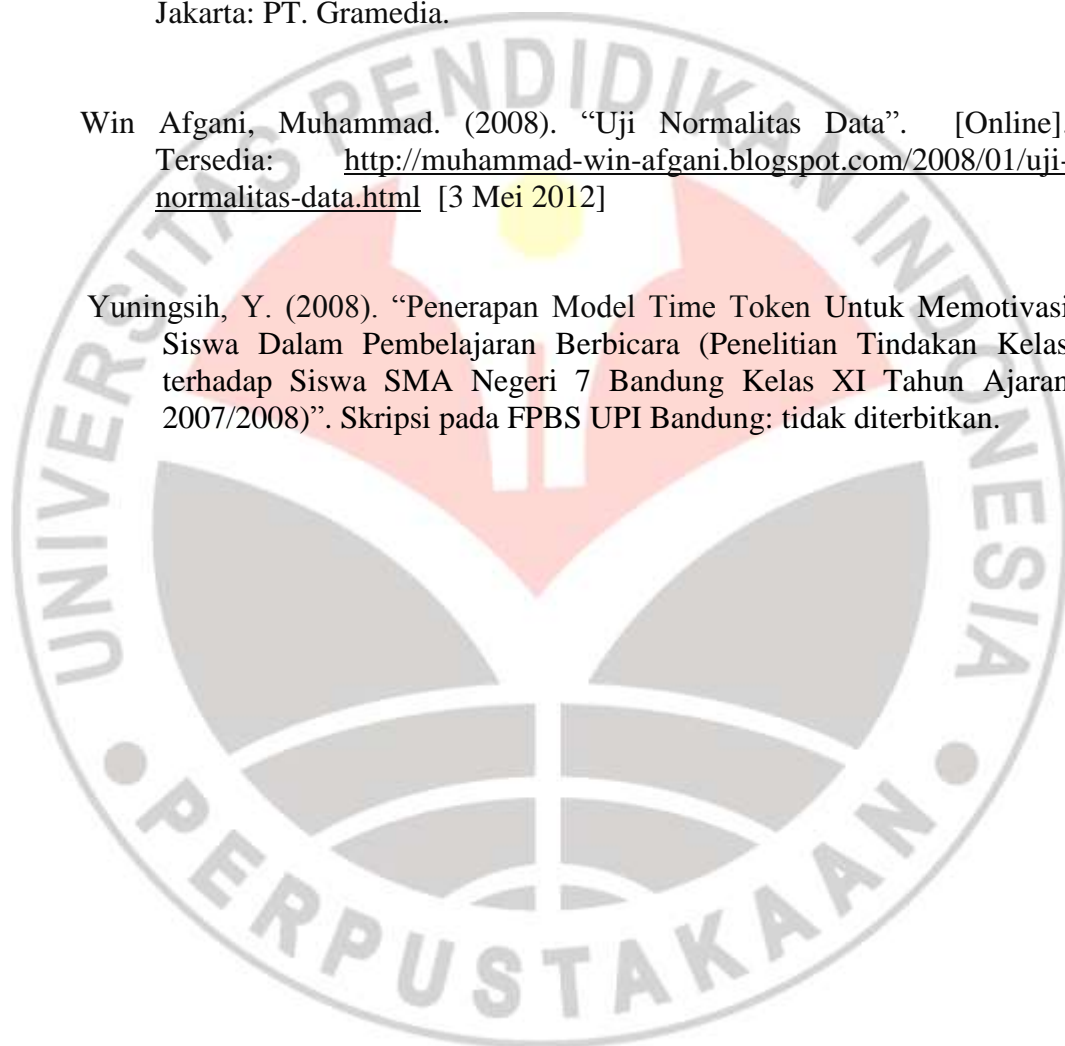 Jakarta: PT. Gramedia.
Win Afgani, Muhammad. (2008). “Uji Normalitas Data”. [Online].
Tersedia: http://muhammad-win-afgani.blogspot.com/2008/01/uji-
normalitas-data.html [3 Mei 2012]
Yuningsih, Y. (2008). “Penerapan Model Time Token Untuk Memotivasi
Siswa Dalam Pembelajaran Berbicara (Penelitian Tindakan Kelas
terhadap Siswa SMA Negeri 7 Bandung Kelas XI Tahun Ajaran
2007/2008)”. Skripsi pada FPBS UPI Bandung: tidak diterbitkan.
UNIVERSITAS PENDIDIKAN INDONESIA
PERPUSTAKAAN